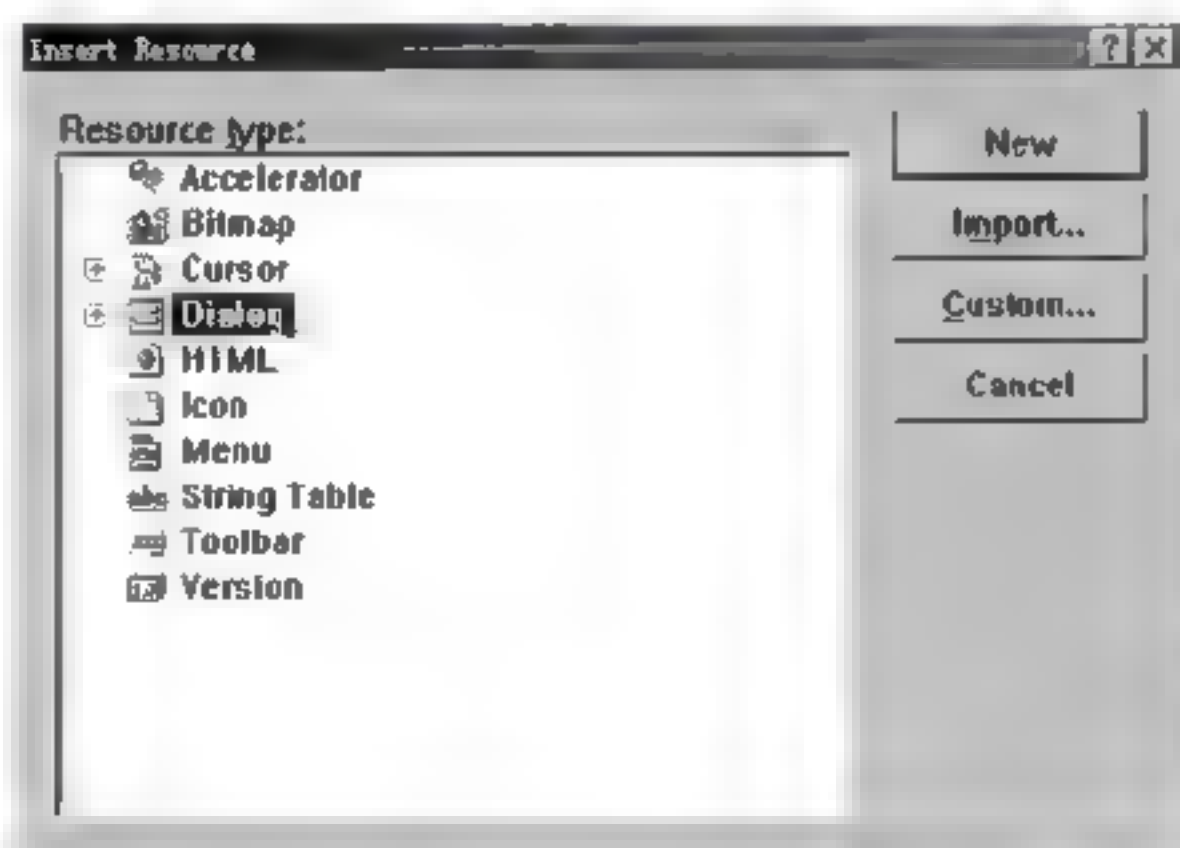 Insert Resource
Resource type:
Accelerator
Bitmap
Cursor
Dialog
HTML
Icon
Menu
String Table
Toolbar
Version
New
Import...
Custom...
Cancel